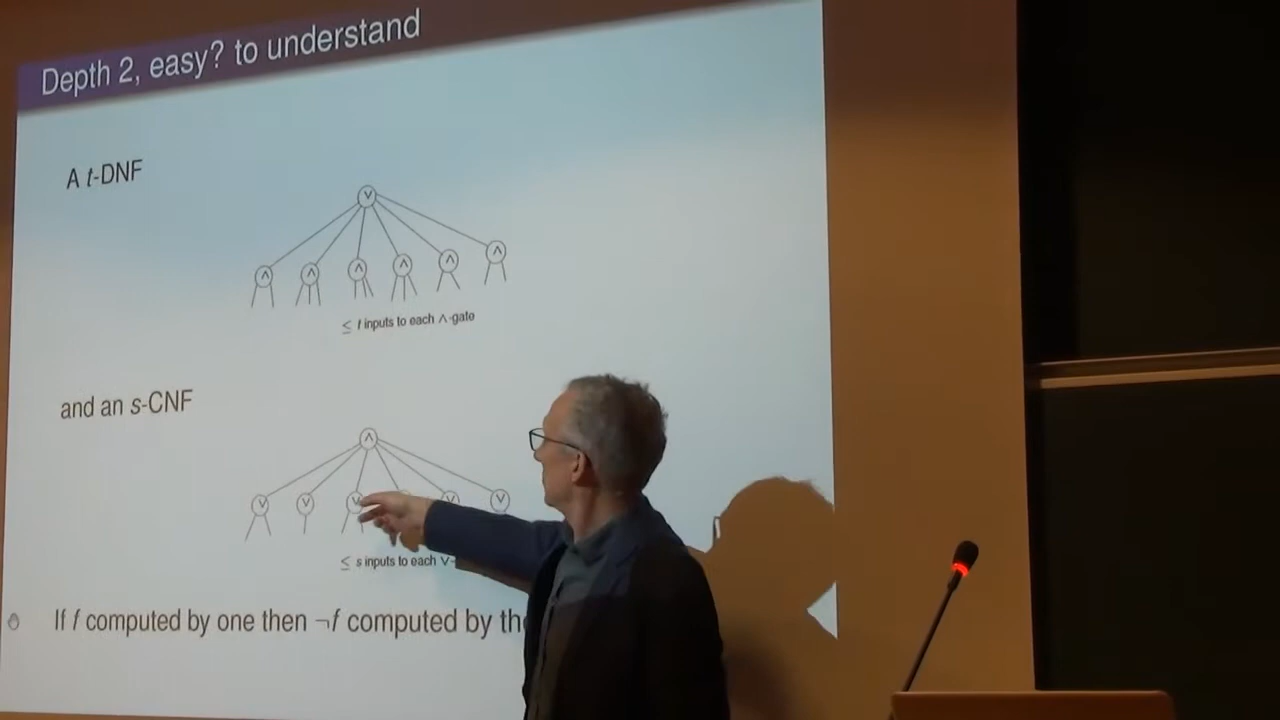 Depth 2, easy? to understand
A t-DNF
∨
∧ ∧ ∧ ∧ ∧ ∧
≤ t inputs to each ∧-gate
and an s-CNF
∧
∨ ∨ ∨ ∨ ∨
≤ s inputs to each ∨-
If f computed by one then ¬f computed by the